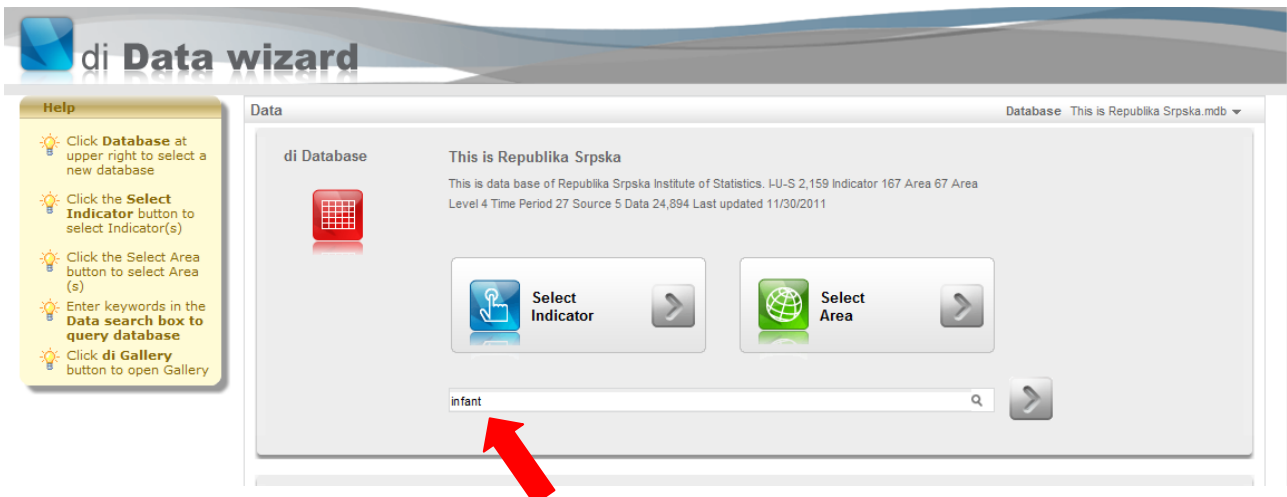 di Data wizard
Help
Click Database at
upper right to select a
new database
Click the Select
Indicator button to
select Indicator(s)
Click the Select Area
button to select Area
(s)
Enter keywords in the
Data search box to
query database
Click di Gallery
button to open Gallery
Data
Database This is Republika Srpska.mdb
di Database
This is Republika Srpska
This is data base of Republika Srpska Institute of Statistics. I-U-S 2,159 Indicator 167 Area 67 Area
Level 4 Time Period 27 Source 5 Data 24,894 Last updated 11/30/2011
Select
Indicator
Select
Area
infant